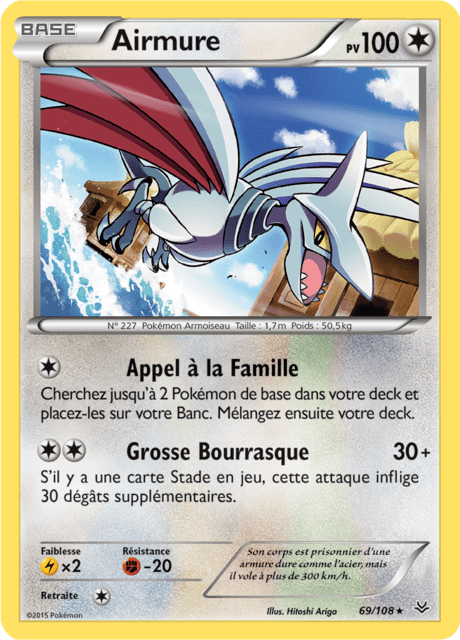 BASE
Airmure
PV100
N° 227 Pokémon Armoiseau Taille : 1,7m Poids : 50,5kg
Appel à la Famille
Cherchez jusqu'à 2 Pokémon de base dans votre deck et
placez-les sur votre Banc. Mélangez ensuite votre deck.
Grosse Bourrasque 30+
S'il y a une carte Stade en jeu, cette attaque inflige
30 dégâts supplémentaires.
Faiblesse
×2
Résistance
-20
Retraite
Son corps est prisonnier d'une
armure dure comme l'acier, mais
il vole à plus de 300 km/h.
©2015 Pokémon
Illus. Hitoshi Ariga
69/108★